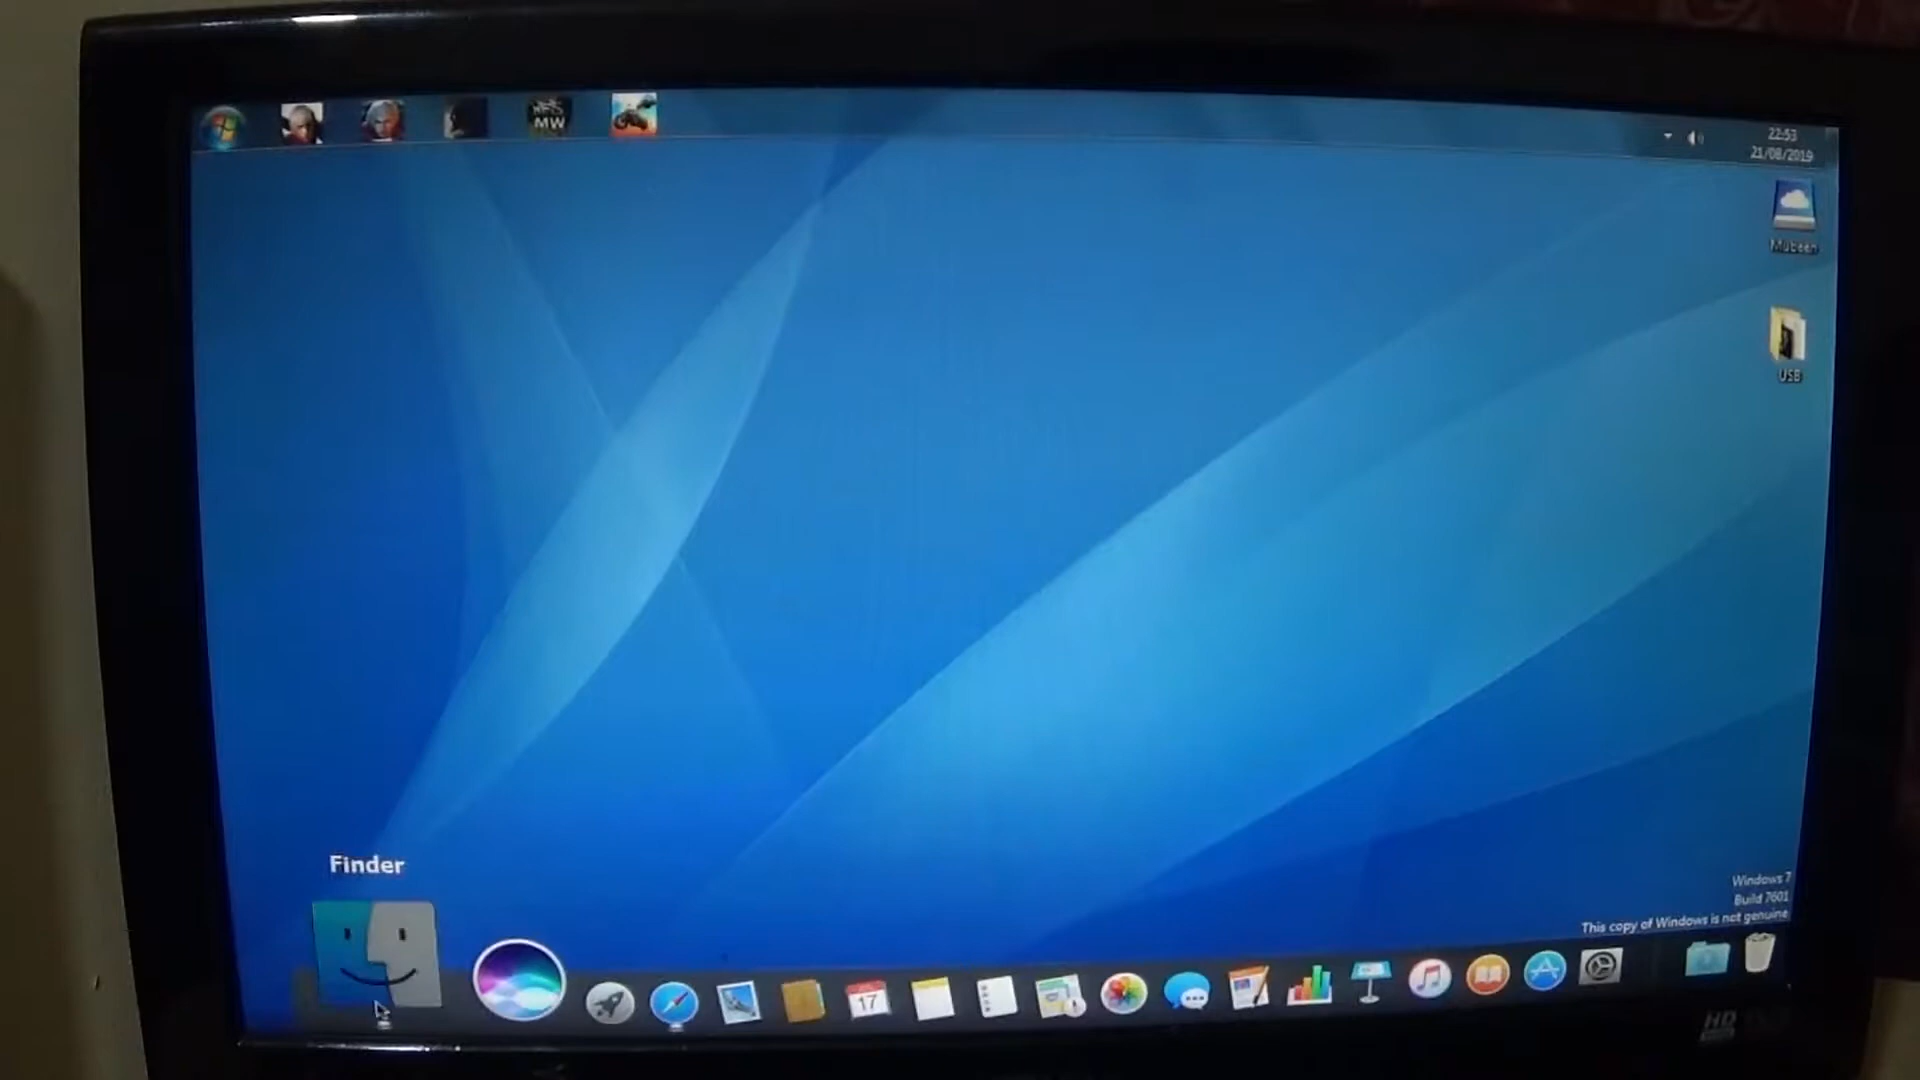 MW
22:53
21/08/2019
Mubeen
USB
Finder
Windows 7
Build 7601
This copy of Windows is not genuine
17
HD